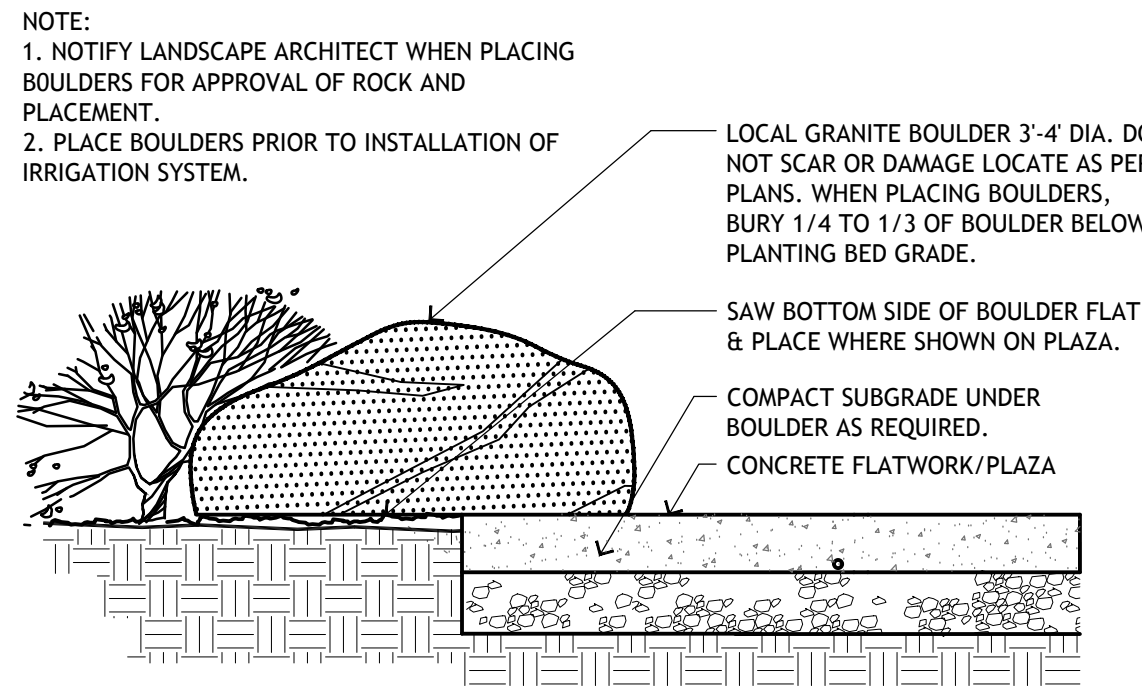 NOTE:
1. NOTIFY LANDSCAPE ARCHITECT WHEN PLACING
B0ULDERS FOR APPROVAL OF ROCK AND
PLACEMENT.
2. PLACE BOULDERS PRIOR TO INSTALLATION OF
IRRIGATION SYSTEM.
LOCAL GRANITE BOULDER 3'-4' DIA. DO
NOT SCAR OR DAMAGE LOCATE AS PER
PLANS. WHEN PLACING BOULDERS,
BURY 1/4 TO 1/3 OF BOULDER BELOW
PLANTING BED GRADE.
SAW BOTTOM SIDE OF BOULDER FLAT
& PLACE WHERE SHOWN ON PLAZA.
COMPACT SUBGRADE UNDER
BOULDER AS REQUIRED.
CONCRETE FLATWORK/PLAZA